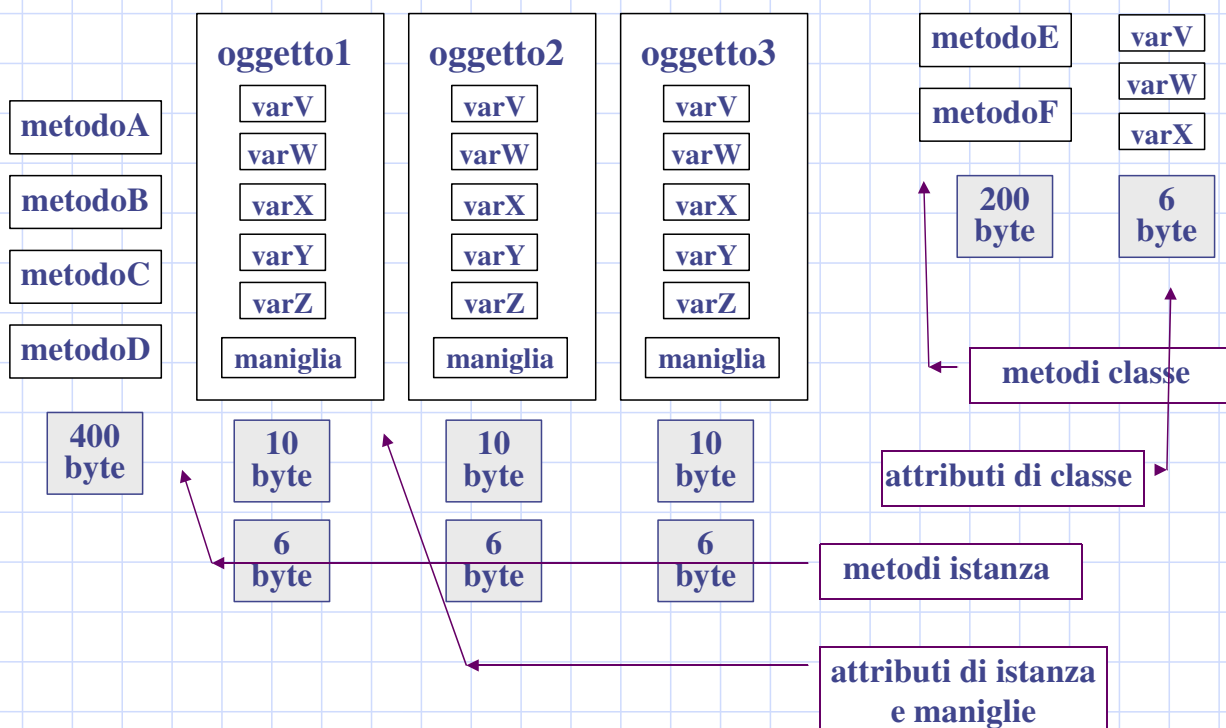 metodoA
metodoB
metodoC
metodoD
400
byte
oggetto1
varV
varW
varX
varY
varZ
maniglia
10
byte
6
byte
oggetto2
varV
varW
varX
varY
varZ
maniglia
10
byte
6
byte
oggetto3
varV
varW
varX
varY
varZ
maniglia
10
byte
6
byte
metodoE
metodoF
200
byte
varV
varW
varX
6
byte
metodi classe
attributi di classe
metodi istanza
attributi di istanza
e maniglie